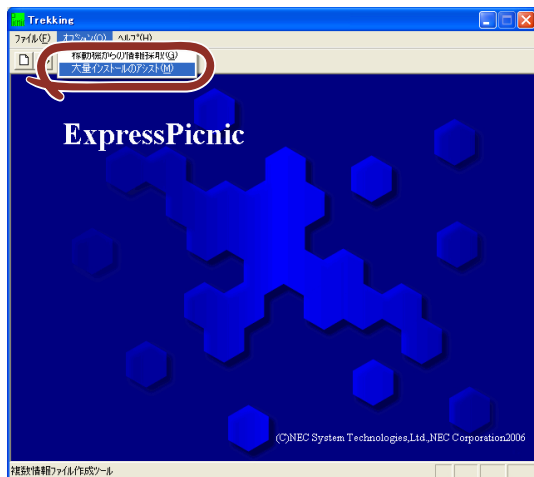 Trekking
ファイル(F) オプション(O) ヘルプ(H)
稼動機からの情報採取(G)
大量インストールのアシスト(M)
ExpressPicnic
(C)NEC System Technologies,Ltd.,NEC Corporation2006
複数情報ファイル作成ツール